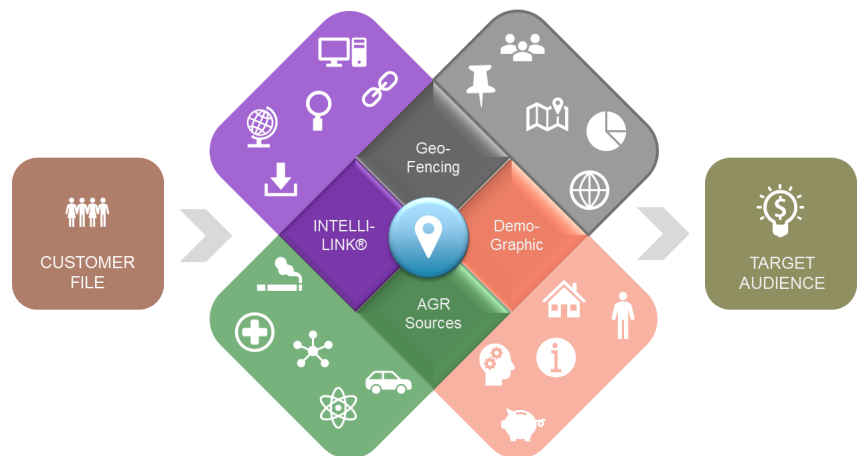 CUSTOMER
FILE
Geo-
Fencing
INTELLI-
LINK®
Demo-
Graphic
AGR
Sources
TARGET
AUDIENCE